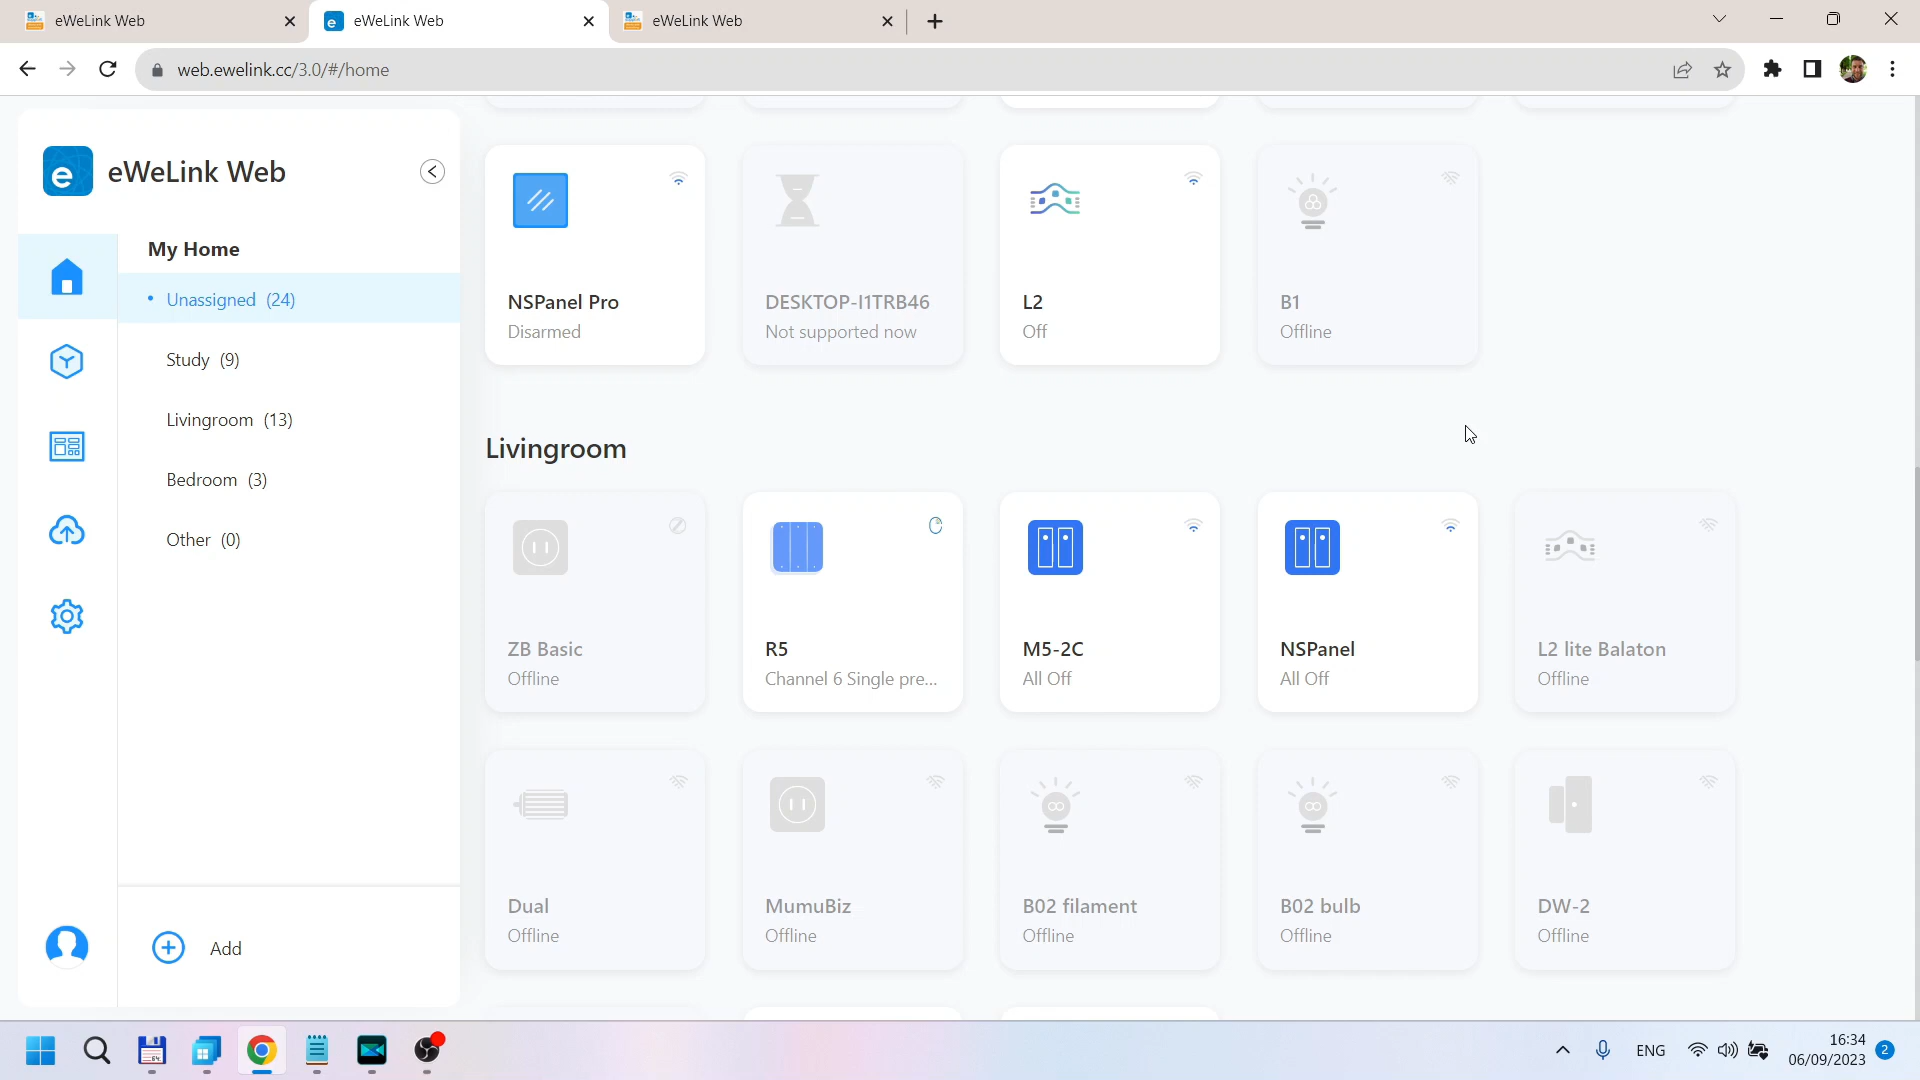 eWeLink Web
eWeLink Web
eWeLink Web
web.ewelink.cc/3.0/#/home
eWeLink Web
My Home
Unassigned (24)
Study (9)
Livingroom (13)
Bedroom (3)
Other (0)
Add
NSPanel Pro
Disarmed
DESKTOP-I1TRB46
Not supported now
L2
Off
B1
Offline
Livingroom
ZB Basic
Offline
R5
Channel 6 Single pre...
M5-2C
All Off
NSPanel
All Off
L2 lite Balaton
Offline
Dual
Offline
MumuBiz
Offline
B02 filament
Offline
B02 bulb
Offline
DW-2
Offline
ENG
16:34
06/09/2023
2